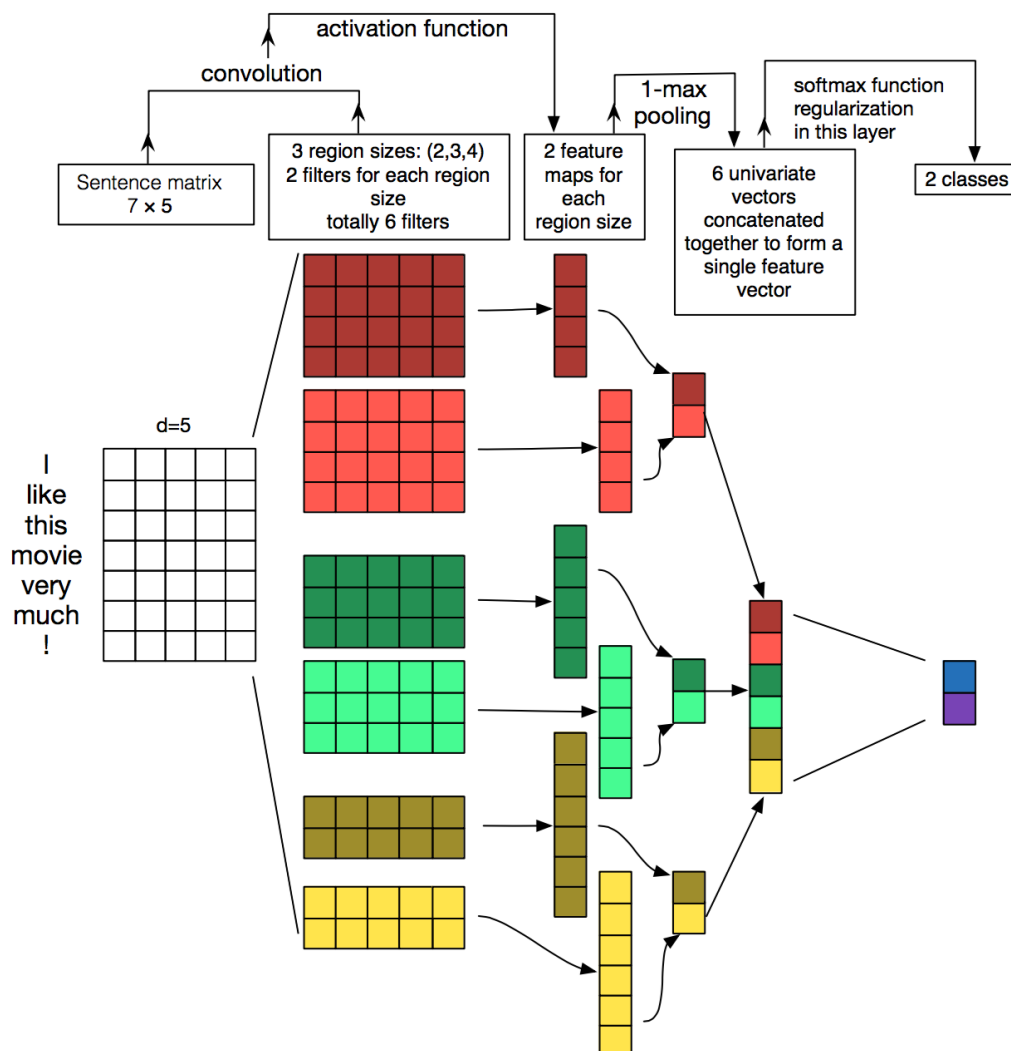 activation function
convolution
1-max
pooling
softmax function
regularization
in this layer
Sentence matrix
7 × 5
3 region sizes: (2,3,4)
2 filters for each region
size
totally 6 filters
2 feature
maps for
each
region size
6 univariate
vectors
concatenated
together to form a
single feature
vector
2 classes
d=5
I
like
this
movie
very
much
!